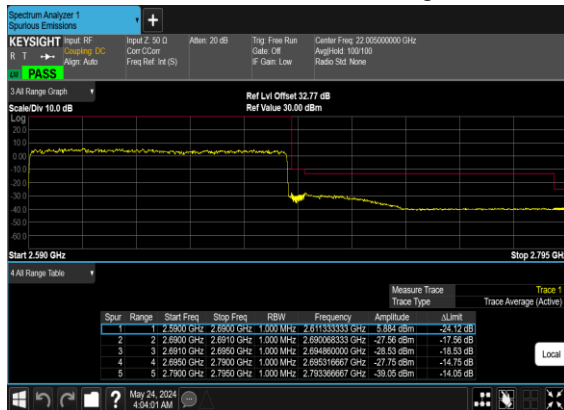 Spectrum Analyzer 1
Spurious Emissions
KEYSIGHT Input: RF Input Z: 50 Ω Atten: 20 dB Trig: Free Run Center Freq: 22.005000000 GHz
R T Coupling: DC Corr CCorr Gate: Off Avg|Hold: 100/100
Align: Auto Freq Ref: Int (S) IF Gain: Low Radio Std: None
PASS
3 All Range Graph
Ref Lvl Offset 32.77 dB
Scale/Div 10.0 dB Ref Value 30.00 dBm
Log
20.0
10.0
0.00
-10.0
-20.0
-30.0
-40.0
-50.0
-60.0
Start 2.590 GHz Stop 2.795 GH
4 All Range Table
Measure Trace Trace 1
Trace Type Trace Average (Active)
Spur Range Start Freq Stop Freq RBW Frequency Amplitude ΔLimit
1 1 2.5900 GHz 2.6900 GHz 1.000 MHz 2.611333333 GHz 5.884 dBm -24.12 dB
2 2 2.6900 GHz 2.6910 GHz 1.000 MHz 2.690068333 GHz -27.56 dBm -17.56 dB
3 3 2.6910 GHz 2.6950 GHz 1.000 MHz 2.694860000 GHz -28.53 dBm -18.53 dB
4 4 2.6950 GHz 2.7900 GHz 1.000 MHz 2.695316667 GHz -27.75 dBm -14.75 dB
5 5 2.7900 GHz 2.7950 GHz 1.000 MHz 2.793366667 GHz -39.05 dBm -14.05 dB
Local
May 24, 2024
4:04:01 AM